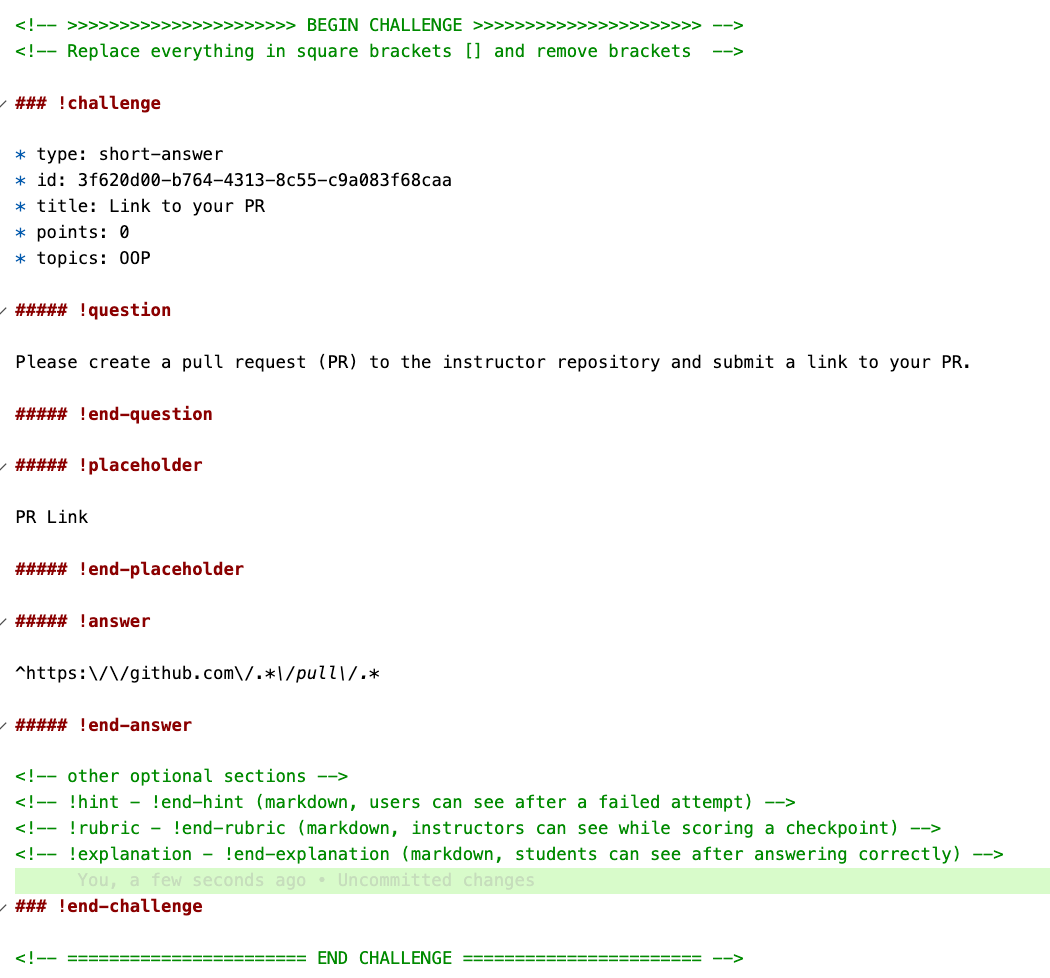 <!-- >>>>>>>>>>>>>>>>>>>>>> BEGIN CHALLENGE >>>>>>>>>>>>>>>>>>>>>> -->
<!-- Replace everything in square brackets [] and remove brackets  -->
### !challenge
* type: short-answer
* id: 3f620d00-b764-4313-8c55-c9a083f68caa
* title: Link to your PR
* points: 0
* topics: OOP
##### !question
Please create a pull request (PR) to the instructor repository and submit a link to your PR.
##### !end-question
##### !placeholder
PR Link
##### !end-placeholder
##### !answer
^https:\/\/github.com\/.*\/pull\/.*
##### !end-answer
<!-- other optional sections -->
<!-- !hint - !end-hint (markdown, users can see after a failed attempt) -->
<!-- !rubric - !end-rubric (markdown, instructors can see while scoring a checkpoint) -->
<!-- !explanation - !end-explanation (markdown, students can see after answering correctly) -->
You, a few seconds ago • Uncommitted changes
### !end-challenge
<!-- ======================= END CHALLENGE ======================= -->